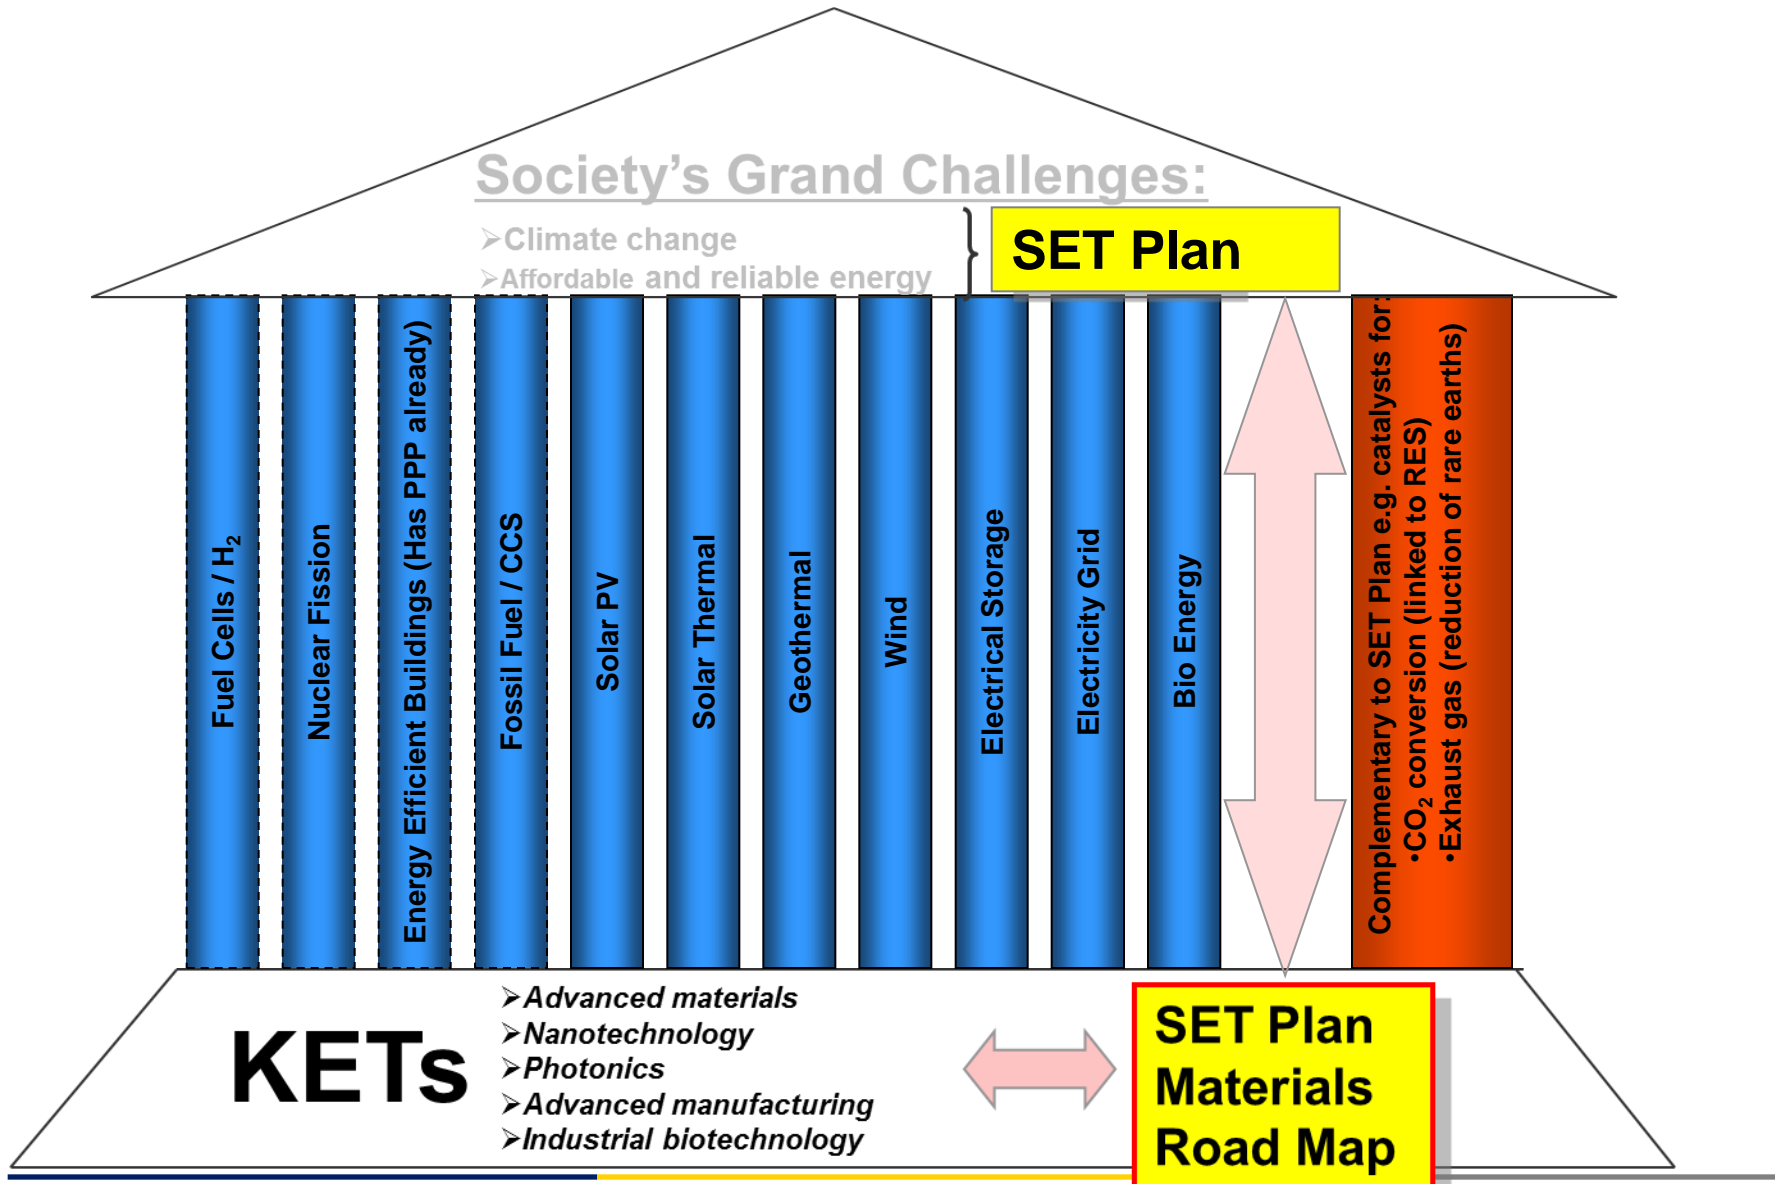 Society’s Grand Challenges:
➢Climate change
➢Affordable and reliable energy
SET Plan
Fuel Cells / H₂
Nuclear Fission
Energy Efficient Buildings (Has PPP already)
Fossil Fuel / CCS
Solar PV
Solar Thermal
Geothermal
Wind
Electrical Storage
Electricity Grid
Bio Energy
Complementary to SET Plan e.g. catalysts for:
•CO₂ conversion (linked to RES)
•Exhaust gas (reduction of rare earths)
KETs
➢Advanced materials
➢Nanotechnology
➢Photonics
➢Advanced manufacturing
➢Industrial biotechnology
SET Plan
Materials
Road Map